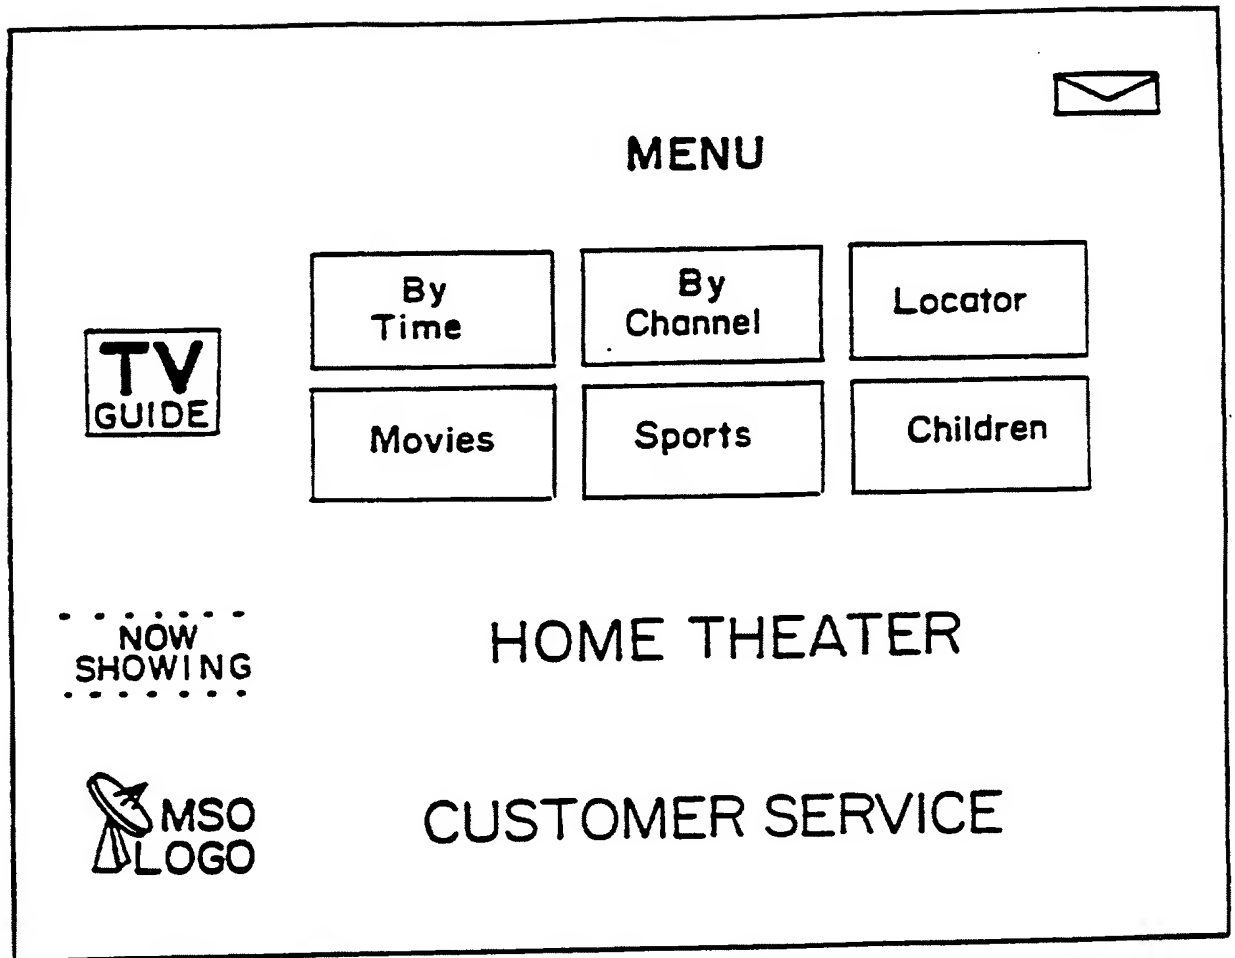 MENU
By
Time
By
Channel
Locator
TV
GUIDE
Movies
Sports
Children
NOW
SHOWING
HOME THEATER
MSO
LOGO
CUSTOMER SERVICE